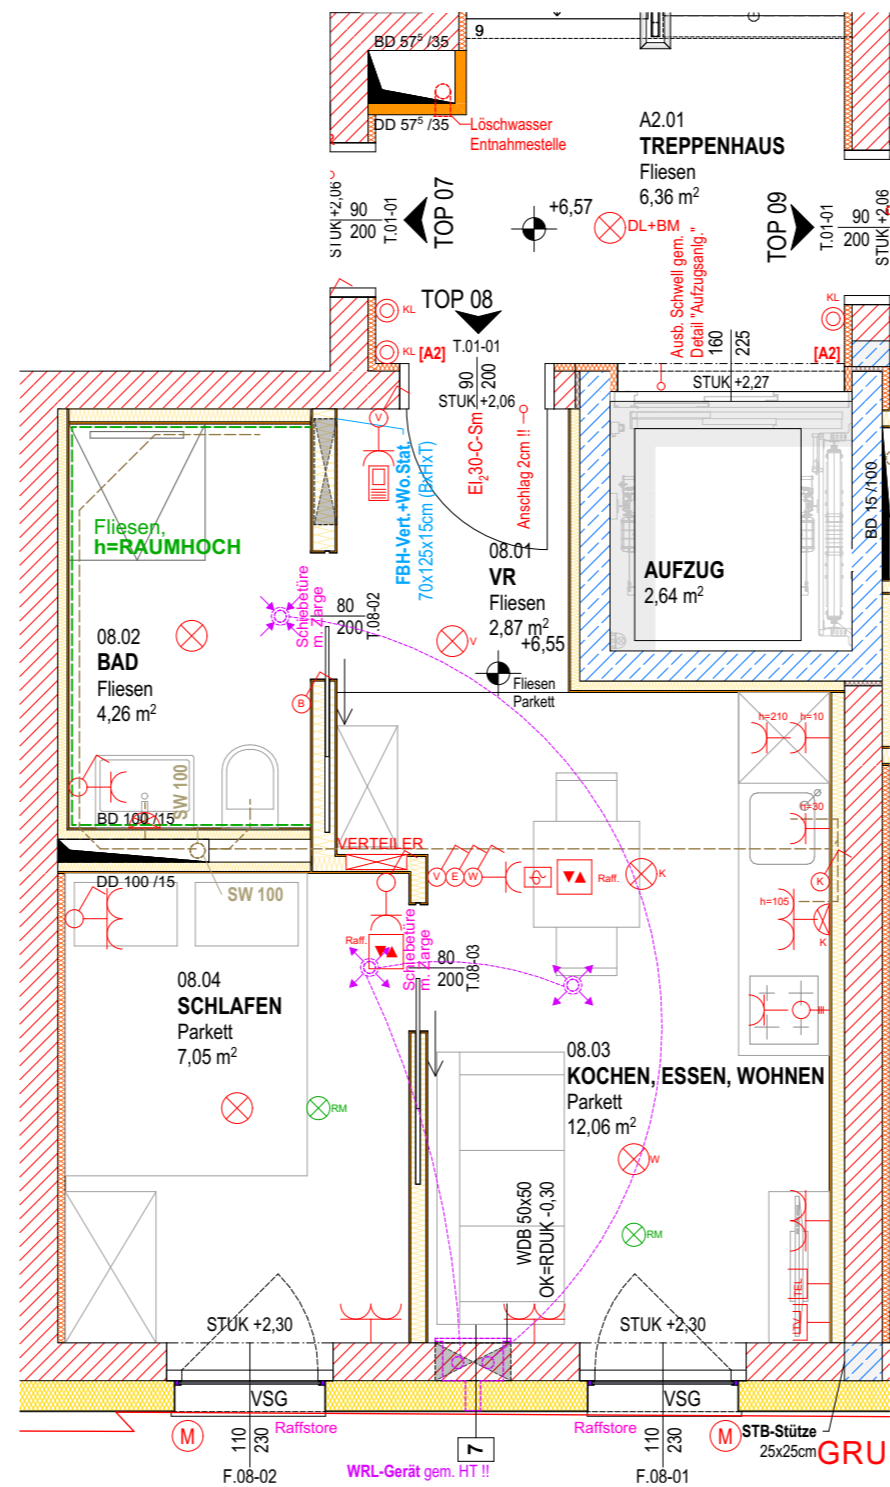 9
BD 57⁵ /35
DD 57⁵ /35
Löschwasser
Entnahmestelle
A2.01
TREPPENHAUS
Fliesen
6,36 m²
STUK +2,06
90
200
T.01-01
TOP 07
+6,57
DL+BM
TOP 09
T.01-01
90
200
STUK +2,06
KL
KL
[A2]
TOP 08
T.01-01
90
200
STUK +2,06
Ausb. Schwell gem.
Detail "Aufzugsanlg."
160
225
STUK +2,27
KL
[A2]
V
EI₂30-C-Sm
Anschlag 2cm !!
FBH-Vert.+Wo.Stat.
70x125x15cm (BxHxT)
Fliesen,
h=RAUMHOCH
BD 15 /100
08.01
VR
Fliesen
2,87 m²
AUFZUG
2,64 m²
Schiebetüre
m. Zarge
80
200
T.08-02
08.02
BAD
Fliesen
4,26 m²
V
+6,55
Fliesen
Parkett
B
h=210
h=10
h=30
SW 100
BD 100 /15
DD 100 /15
SW 100
VERTEILER
V
E
W
Raff.
K
K
h=105
K
Raff.
Schiebetüre
m. Zarge
80
200
T.08-03
08.04
SCHLAFEN
Parkett
7,05 m²
RM
08.03
KOCHEN, ESSEN, WOHNEN
Parkett
12,06 m²
W
RM
WDB 50x50
OK=RDUK -0,30
TEL
TV
STUK +2,30
STUK +2,30
VSG
VSG
M
Raffstore
110
230
F.08-02
WRL-Gerät gem. HT !!
7
Raffstore
110
230
F.08-01
M
STB-Stütze
25x25cm
GRU